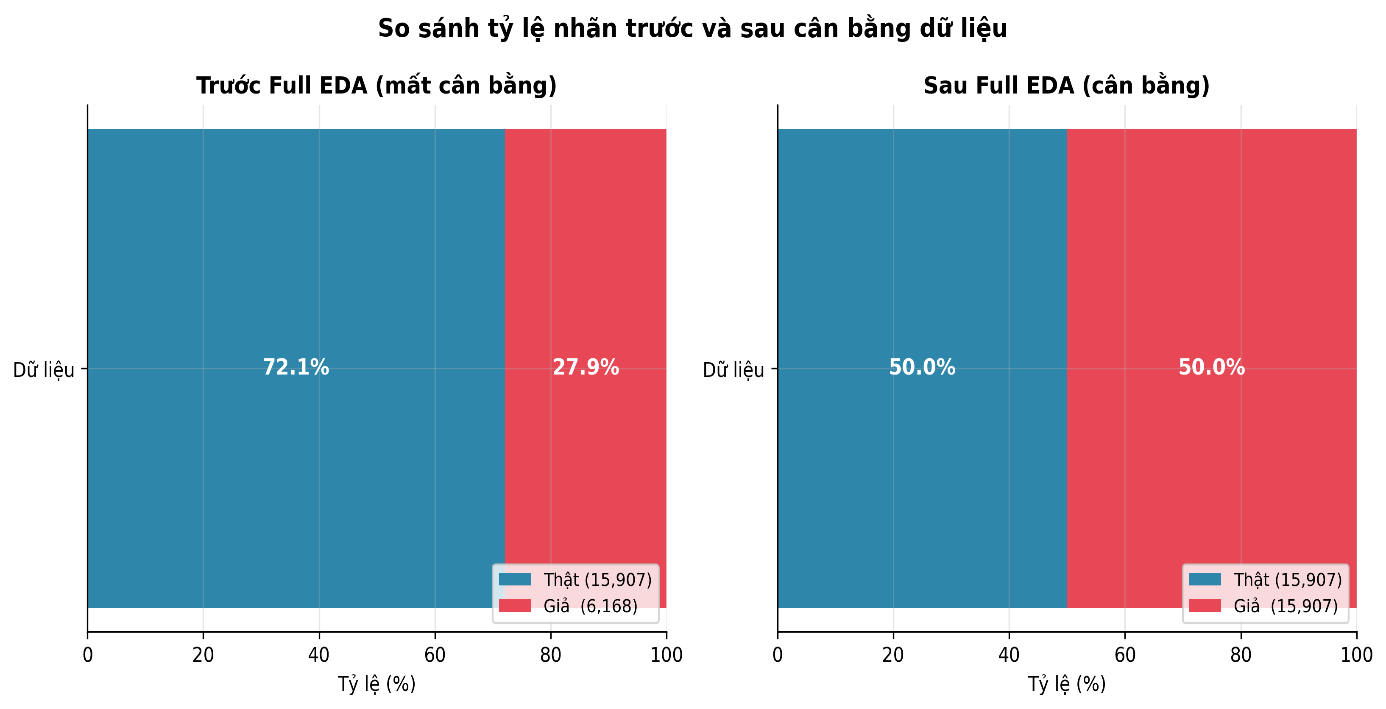 So sánh tỷ lệ nhãn trước và sau cân bằng dữ liệu
Trước Full EDA (mất cân bằng)
Dữ liệu
72.1%
27.9%
Thật (15,907)
Giả (6,168)
0 20 40 60 80 100
Tỷ lệ (%)
Sau Full EDA (cân bằng)
Dữ liệu
50.0%
50.0%
Thật (15,907)
Giả (15,907)
0 20 40 60 80 100
Tỷ lệ (%)